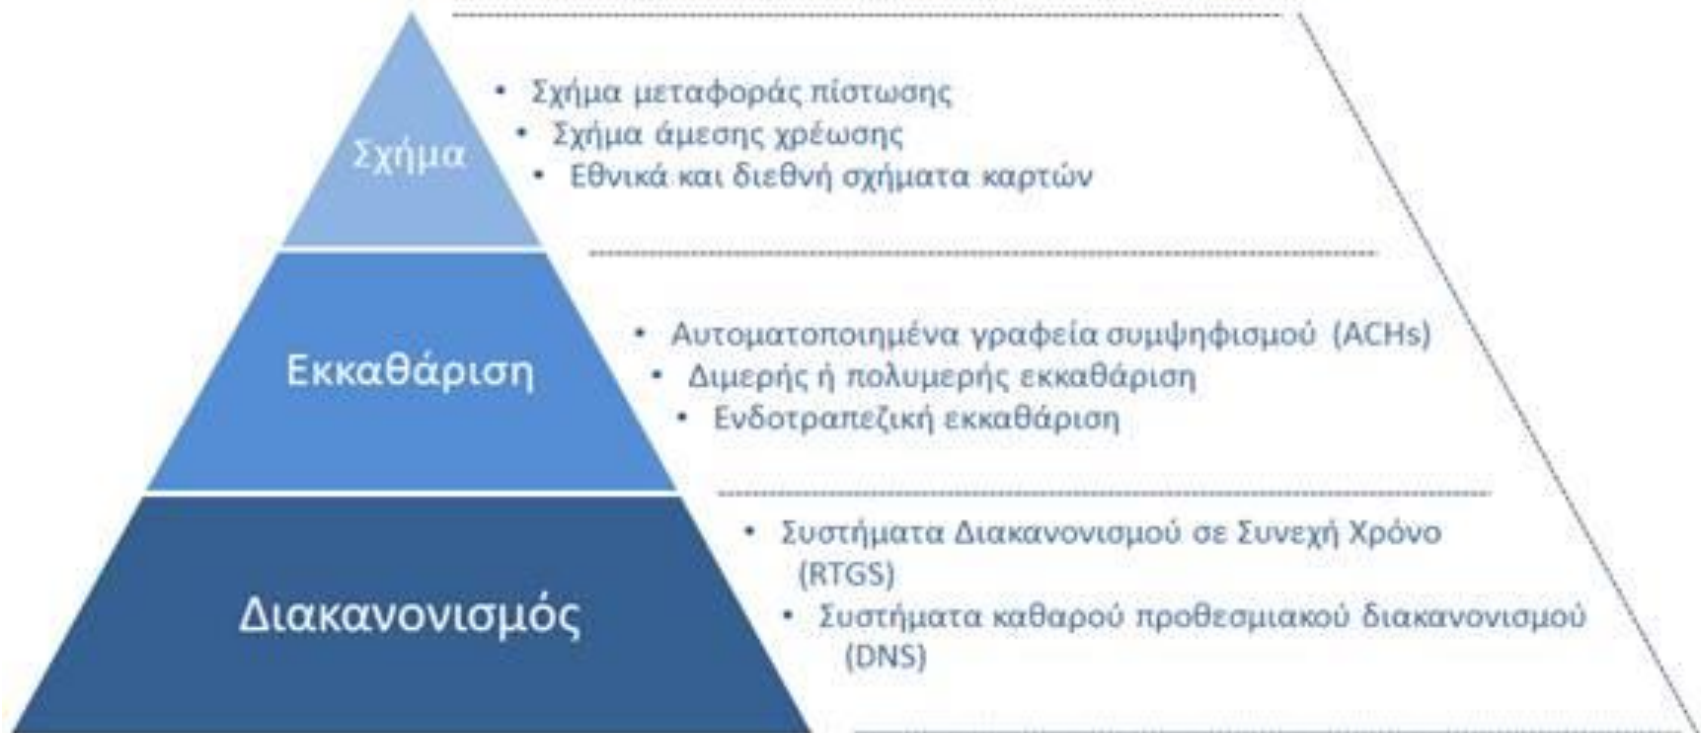 Σχήμα
• Σχήμα μεταφοράς πίστωσης
• Σχήμα άμεσης χρέωσης
• Εθνικά και διεθνή σχήματα καρτών
Εκκαθάριση
• Αυτοματοποιημένα γραφεία συμψηφισμού (ACHs)
• Διμερής ή πολυμερής εκκαθάριση
• Ενδοτραπεζική εκκαθάριση
Διακανονισμός
• Συστήματα Διακανονισμού σε Συνεχή Χρόνο
(RTGS)
• Συστήματα καθαρού προθεσμιακού διακανονισμού
(DNS)